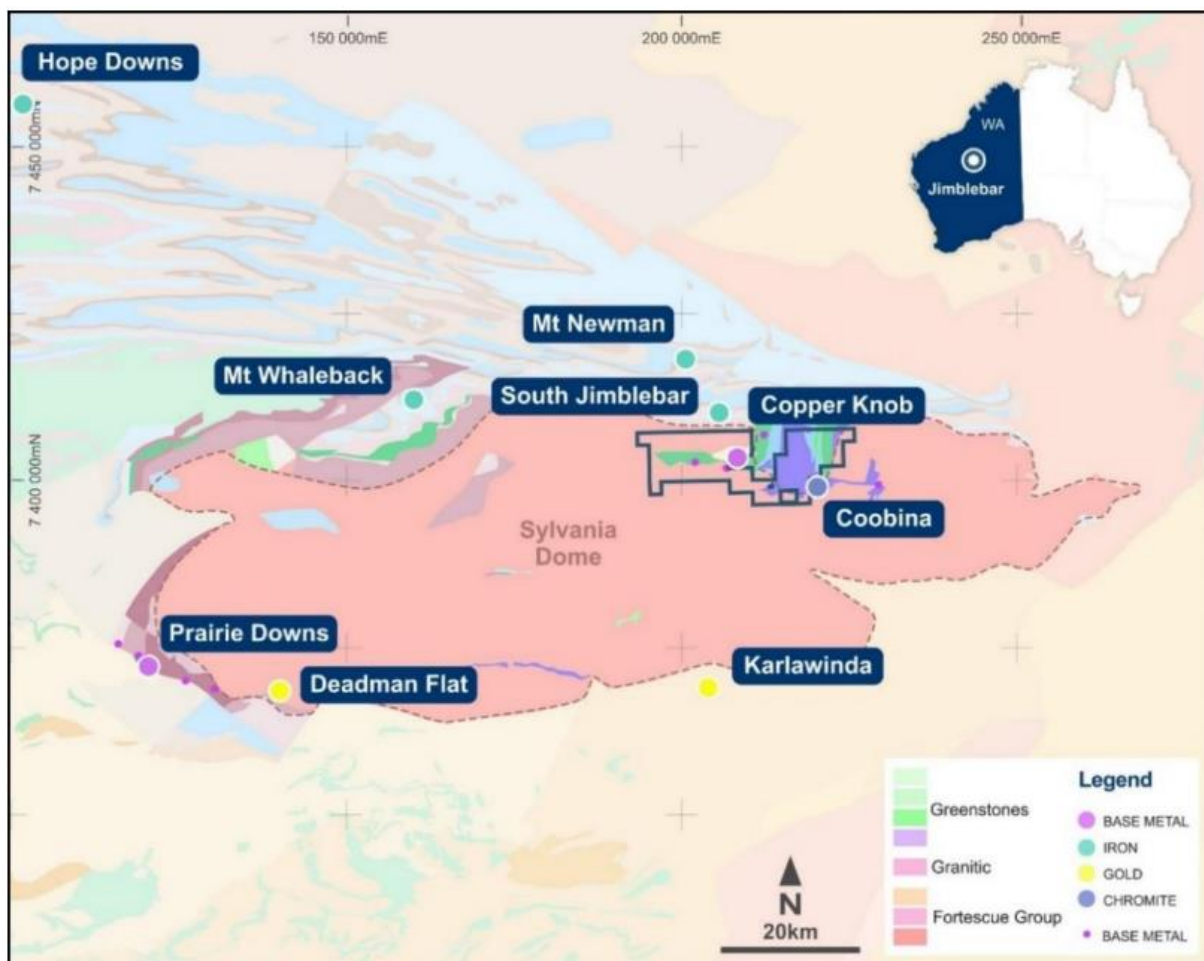 150 000mE
200 000mE
250 000mE
Hope Downs
7 450 000mN
WA
Jimblebar
Mt Newman
Mt Whaleback
South Jimblebar
Copper Knob
7 400 000mN
Coobina
Sylvania
Dome
Prairie Downs
Deadman Flat
Karlawinda
N
20km
Legend
Greenstones
Granitic
Fortescue Group
BASE METAL
IRON
GOLD
CHROMITE
BASE METAL